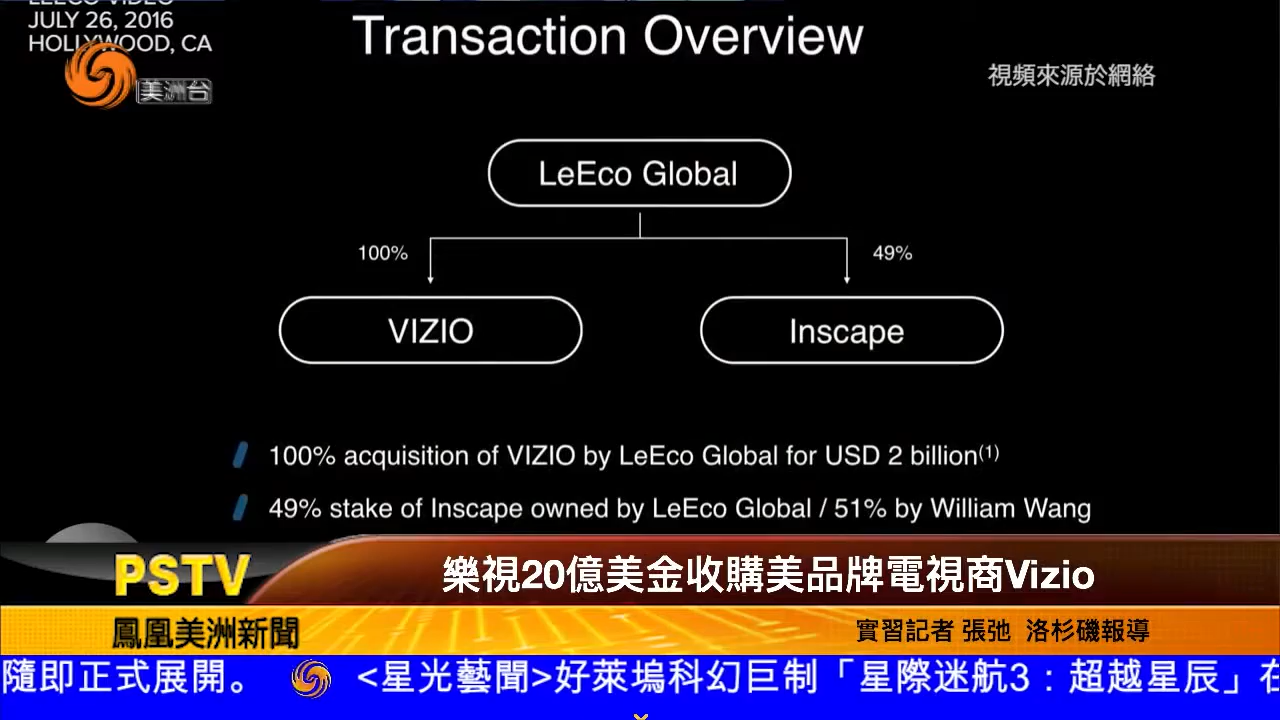 LEECO VIDEO
JULY 26, 2016
HOLLYWOOD, CA
Transaction Overview
美洲台
視頻來源於網絡
LeEco Global
100%
49%
VIZIO
Inscape
100% acquisition of VIZIO by LeEco Global for USD 2 billion(1)
49% stake of Inscape owned by LeEco Global / 51% by William Wang
PSTV
樂視20億美金收購美品牌電視商Vizio
鳳凰美洲新聞
實習記者 張弛 洛杉磯報導
隨即正式展開。 <星光藝聞>好萊塢科幻巨制「星際迷航3：超越星辰」在